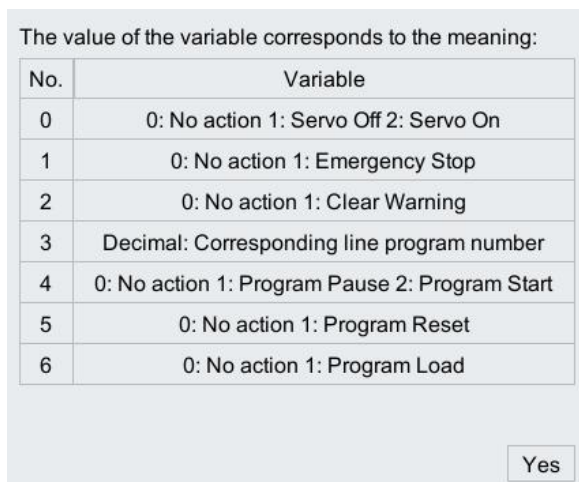 The value of the variable corresponds to the meaning:
No. Variable
0 0: No action 1: Servo Off 2: Servo On
1 0: No action 1: Emergency Stop
2 0: No action 1: Clear Warning
3 Decimal: Corresponding line program number
4 0: No action 1: Program Pause 2: Program Start
5 0: No action 1: Program Reset
6 0: No action 1: Program Load
Yes